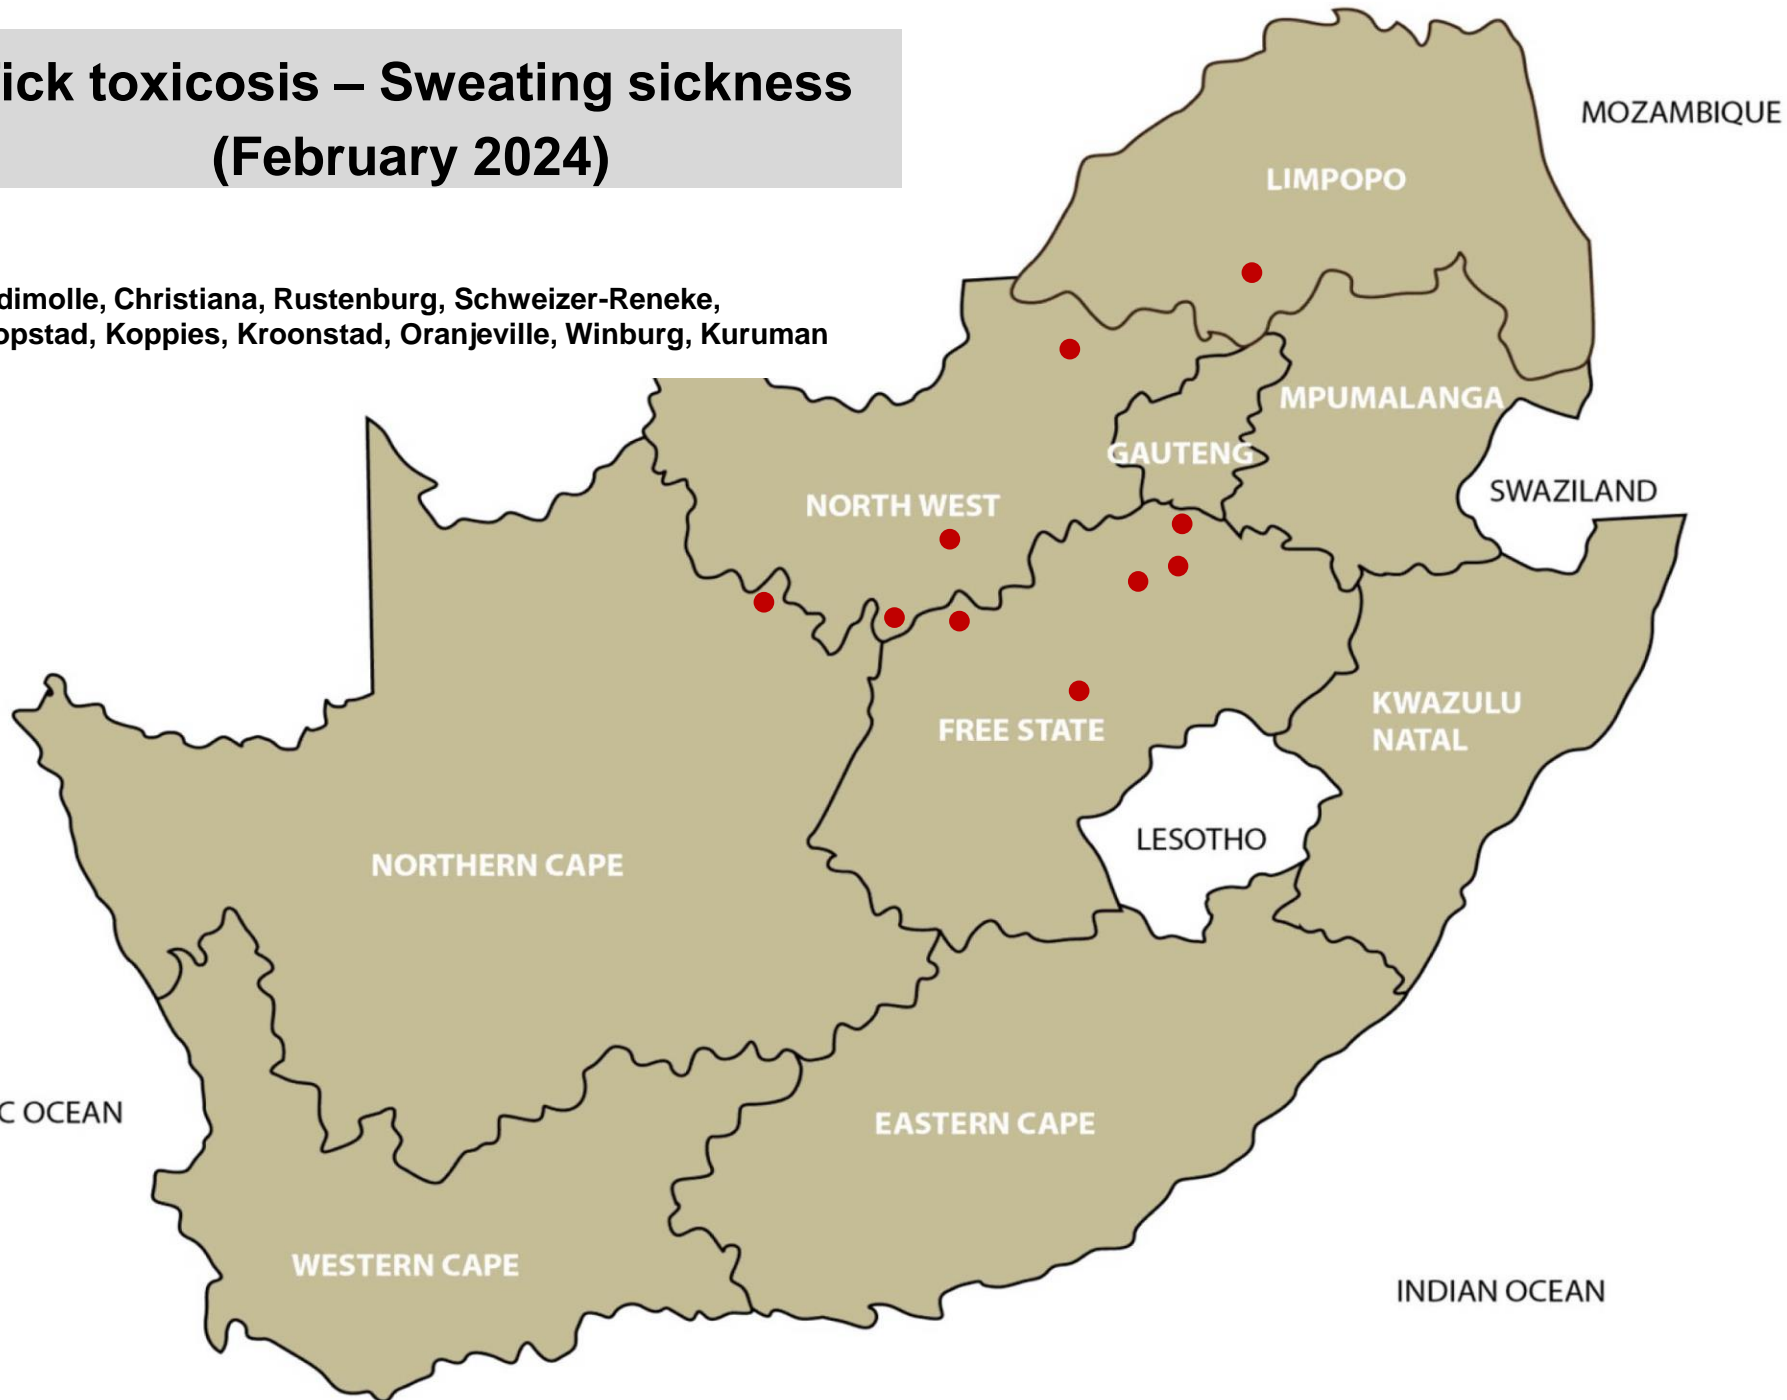 ick toxicosis – Sweating sickness
(February 2024)
MOZAMBIQUE
LIMPOPO
dimolle, Christiana, Rustenburg, Schweizer-Reneke,
opstad, Koppies, Kroonstad, Oranjeville, Winburg, Kuruman
MPUMALANGA
GAUTENG
SWAZILAND
NORTH WEST
KWAZULU
NATAL
FREE STATE
LESOTHO
NORTHERN CAPE
C OCEAN
EASTERN CAPE
WESTERN CAPE
INDIAN OCEAN